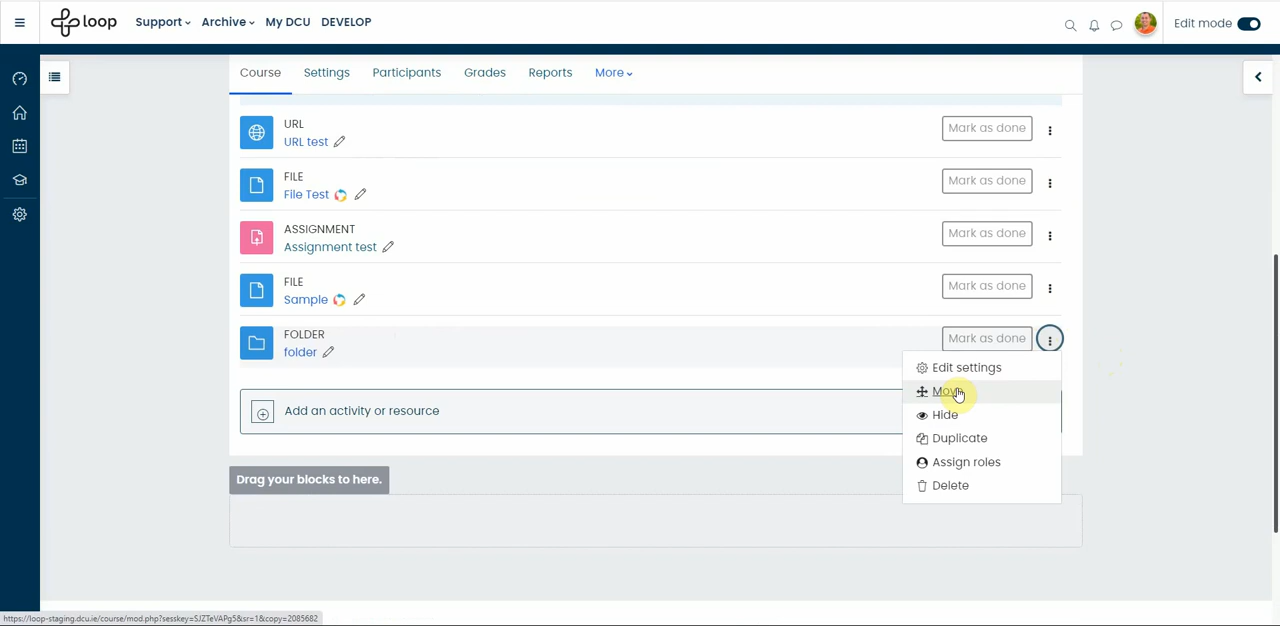 loop
Support
Archive
My DCU
DEVELOP
Edit mode
Course
Settings
Participants
Grades
Reports
More
URL
URL test
Mark as done
FILE
File Test
Mark as done
ASSIGNMENT
Assignment test
Mark as done
FILE
Sample
Mark as done
FOLDER
folder
Mark as done
Edit settings
Move
Hide
Duplicate
Assign roles
Delete
Add an activity or resource
Drag your blocks to here.
https://loop-staging.dcu.ie/course/mod.php?sesskey=SJZTeVAPg5&sr=1&copy=2085682